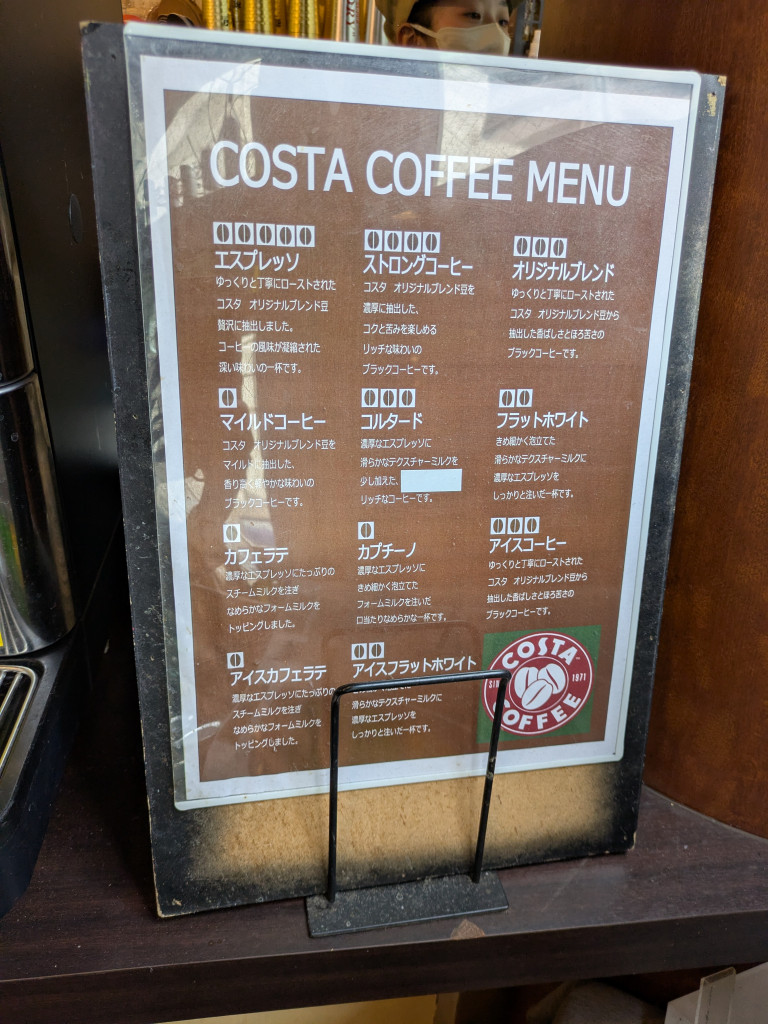 COSTA COFFEE MENU
エスプレッソ
ゆっくりと丁寧にローストされた
コスタ オリジナルブレンド豆
贅沢に抽出しました。
コーヒーの風味が凝縮された
深い味わいの一杯です。
ストロングコーヒー
コスタ オリジナルブレンド豆を
濃厚に抽出した、
コクと苦みを楽しめる
リッチな味わいの
ブラックコーヒーです。
オリジナルブレンド
ゆっくりと丁寧にローストされた
コスタ オリジナルブレンド豆から
抽出した香ばしさとほろ苦さの
ブラックコーヒーです。
マイルドコーヒー
コスタ オリジナルブレンド豆を
マイルドに抽出した、
香り高く軽やかな味わいの
ブラックコーヒーです。
コルタード
濃厚なエスプレッソに
滑らかなテクスチャーミルクを
少し加えた、
リッチなコーヒーです。
フラットホワイト
きめ細かく泡立てた
滑らかなテクスチャーミルクに
濃厚なエスプレッソを
しっかりと注いだ一杯です。
カフェラテ
濃厚なエスプレッソにたっぷりの
スチームミルクを注ぎ
なめらかなフォームミルクを
トッピングしました。
カプチーノ
濃厚なエスプレッソに
きめ細かく泡立てた
フォームミルクを注いだ
口当たりなめらかな一杯です。
アイスコーヒー
ゆっくりと丁寧にローストされた
コスタ オリジナルブレンド豆から
抽出した香ばしさとほろ苦さの
ブラックコーヒーです。
アイスカフェラテ
濃厚なエスプレッソにたっぷりの
スチームミルクを注ぎ
なめらかなフォームミルクを
トッピングしました。
アイスフラットホワイト
滑らかなテクスチャーミルクに
濃厚なエスプレッソを
しっかりと注いだ一杯です。
COSTA
1971
COFFEE